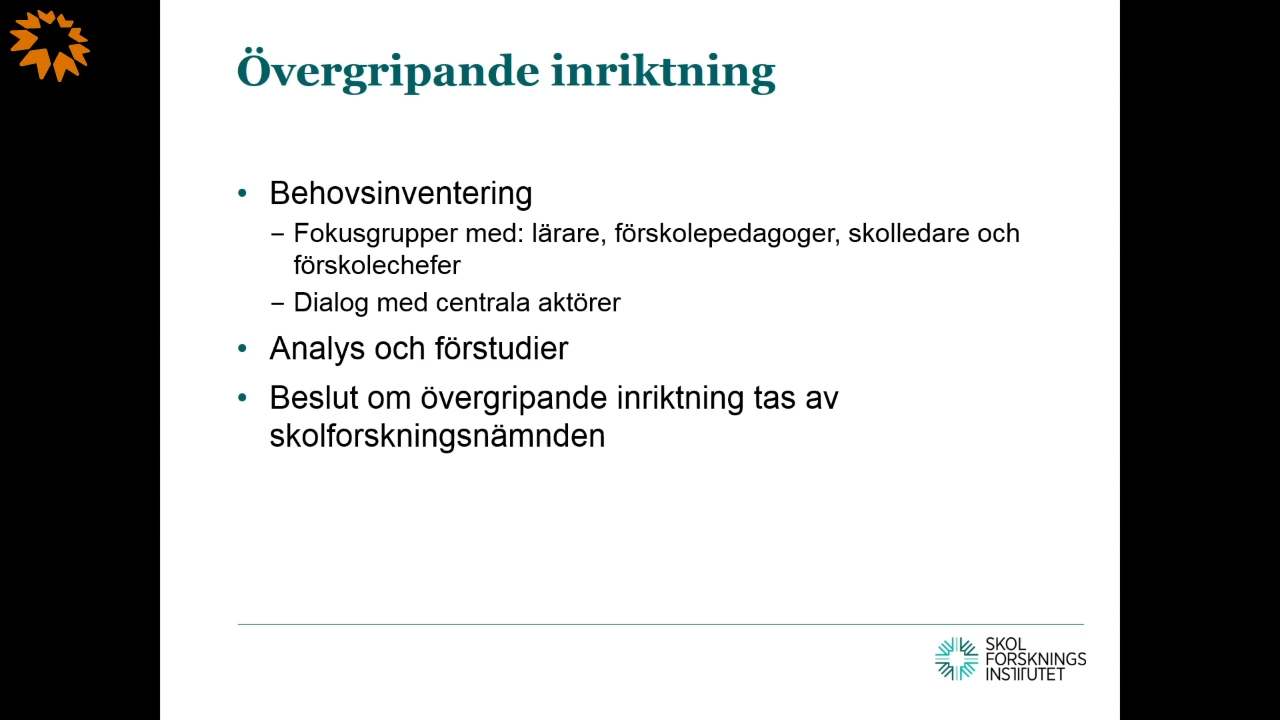 Övergripande inriktning
• Behovsinventering
– Fokusgrupper med: lärare, förskolepedagoger, skolledare och
förskolechefer
– Dialog med centrala aktörer
• Analys och förstudier
• Beslut om övergripande inriktning tas av
skolforskningsnämnden
SKOL
FORSKNINGS
INSTITUTET